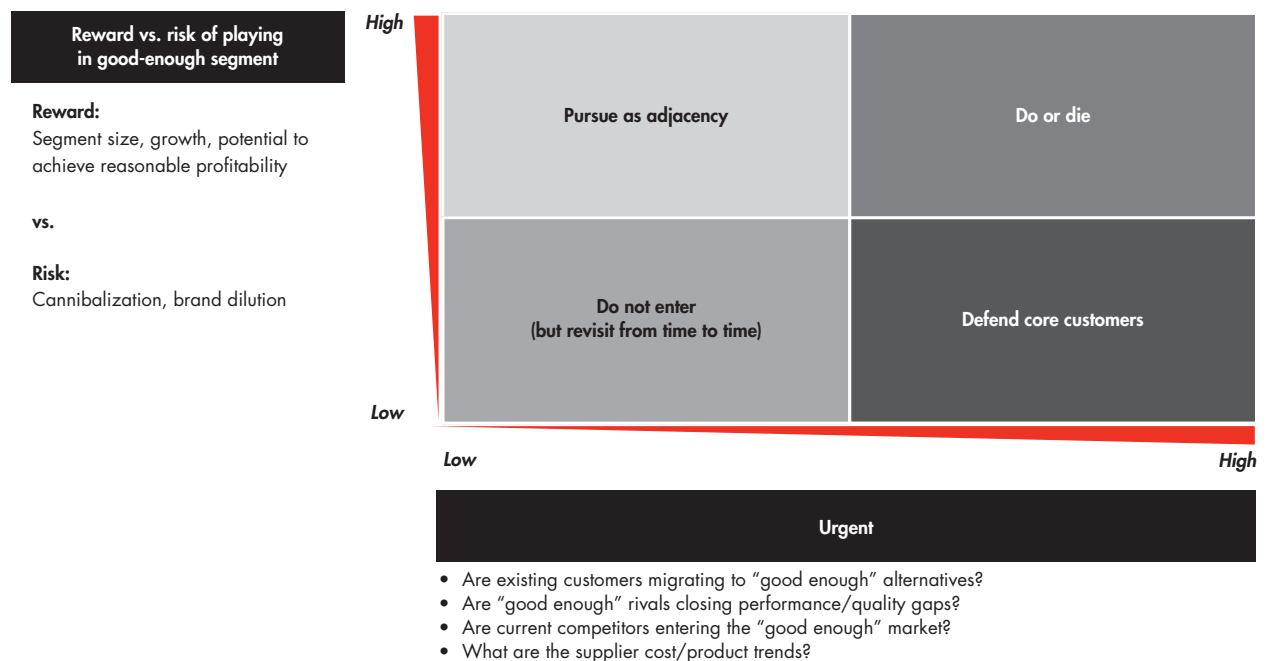 Reward vs. risk of playing
in good-enough segment
Reward:
Segment size, growth, potential to
achieve reasonable profitability
vs.
Risk:
Cannibalization, brand dilution
High
Pursue as adjacency
Do or die
Do not enter
(but revisit from time to time)
Defend core customers
Low
Low
High
Urgent
• Are existing customers migrating to “good enough” alternatives?
• Are “good enough” rivals closing performance/quality gaps?
• Are current competitors entering the “good enough” market?
• What are the supplier cost/product trends?